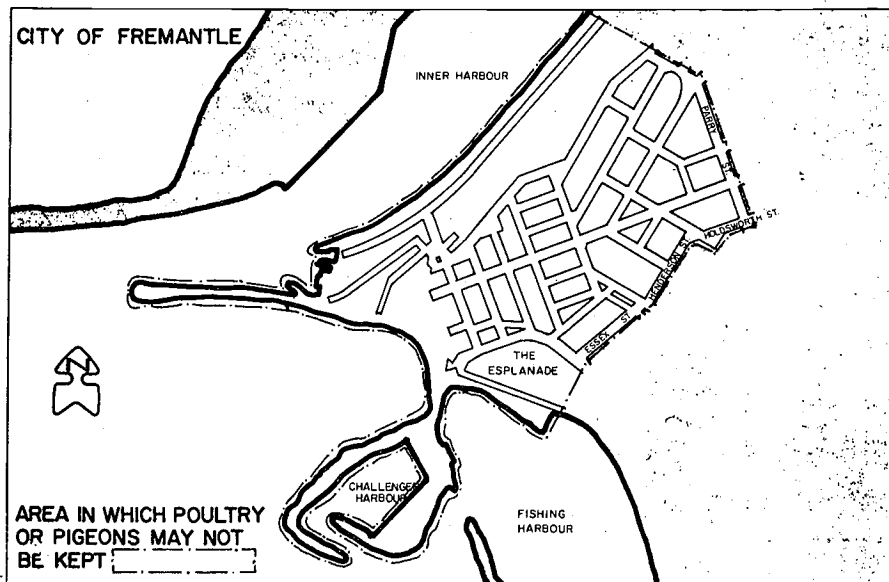 CITY OF FREMANTLE
INNER HARBOUR
PARRY ST.
HOLDSWORTH ST.
HENDERSON ST
ESSEX ST.
THE
ESPLANADE
N
CHALLENGER
HARBOUR
FISHING
HARBOUR
AREA IN WHICH POULTRY
OR PIGEONS MAY NOT
BE KEPT